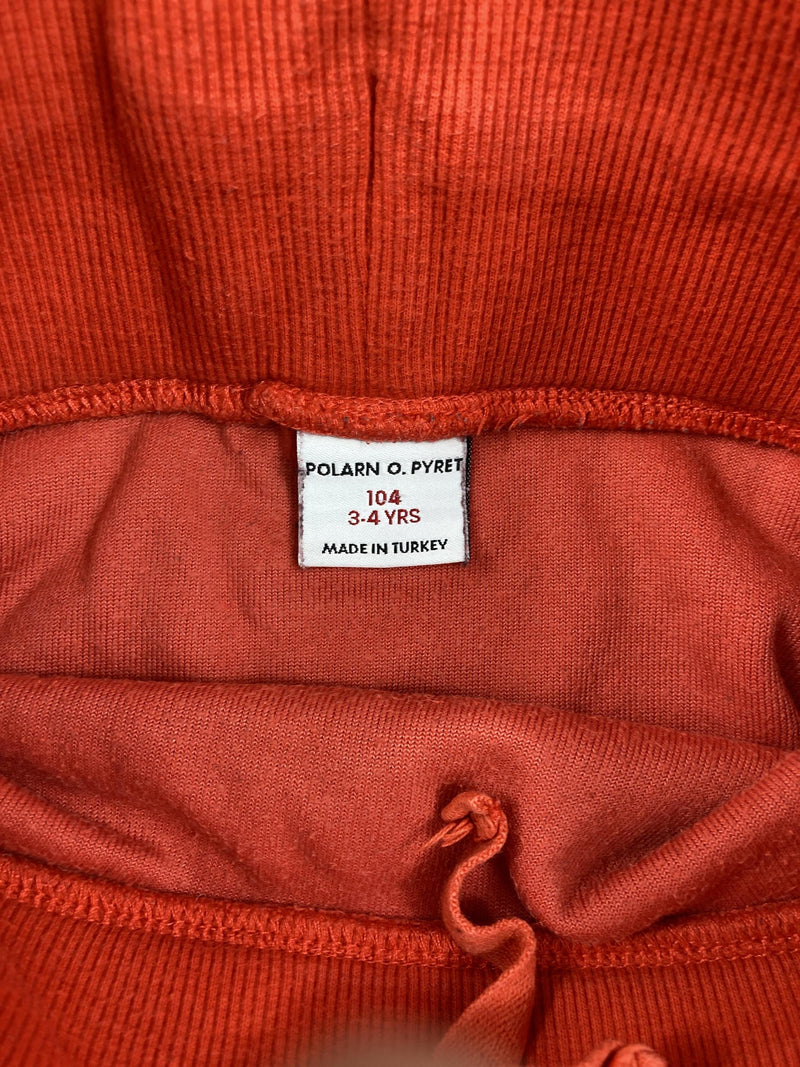 POLARN O. PYRET
104
3-4 YRS
MADE IN TURKEY